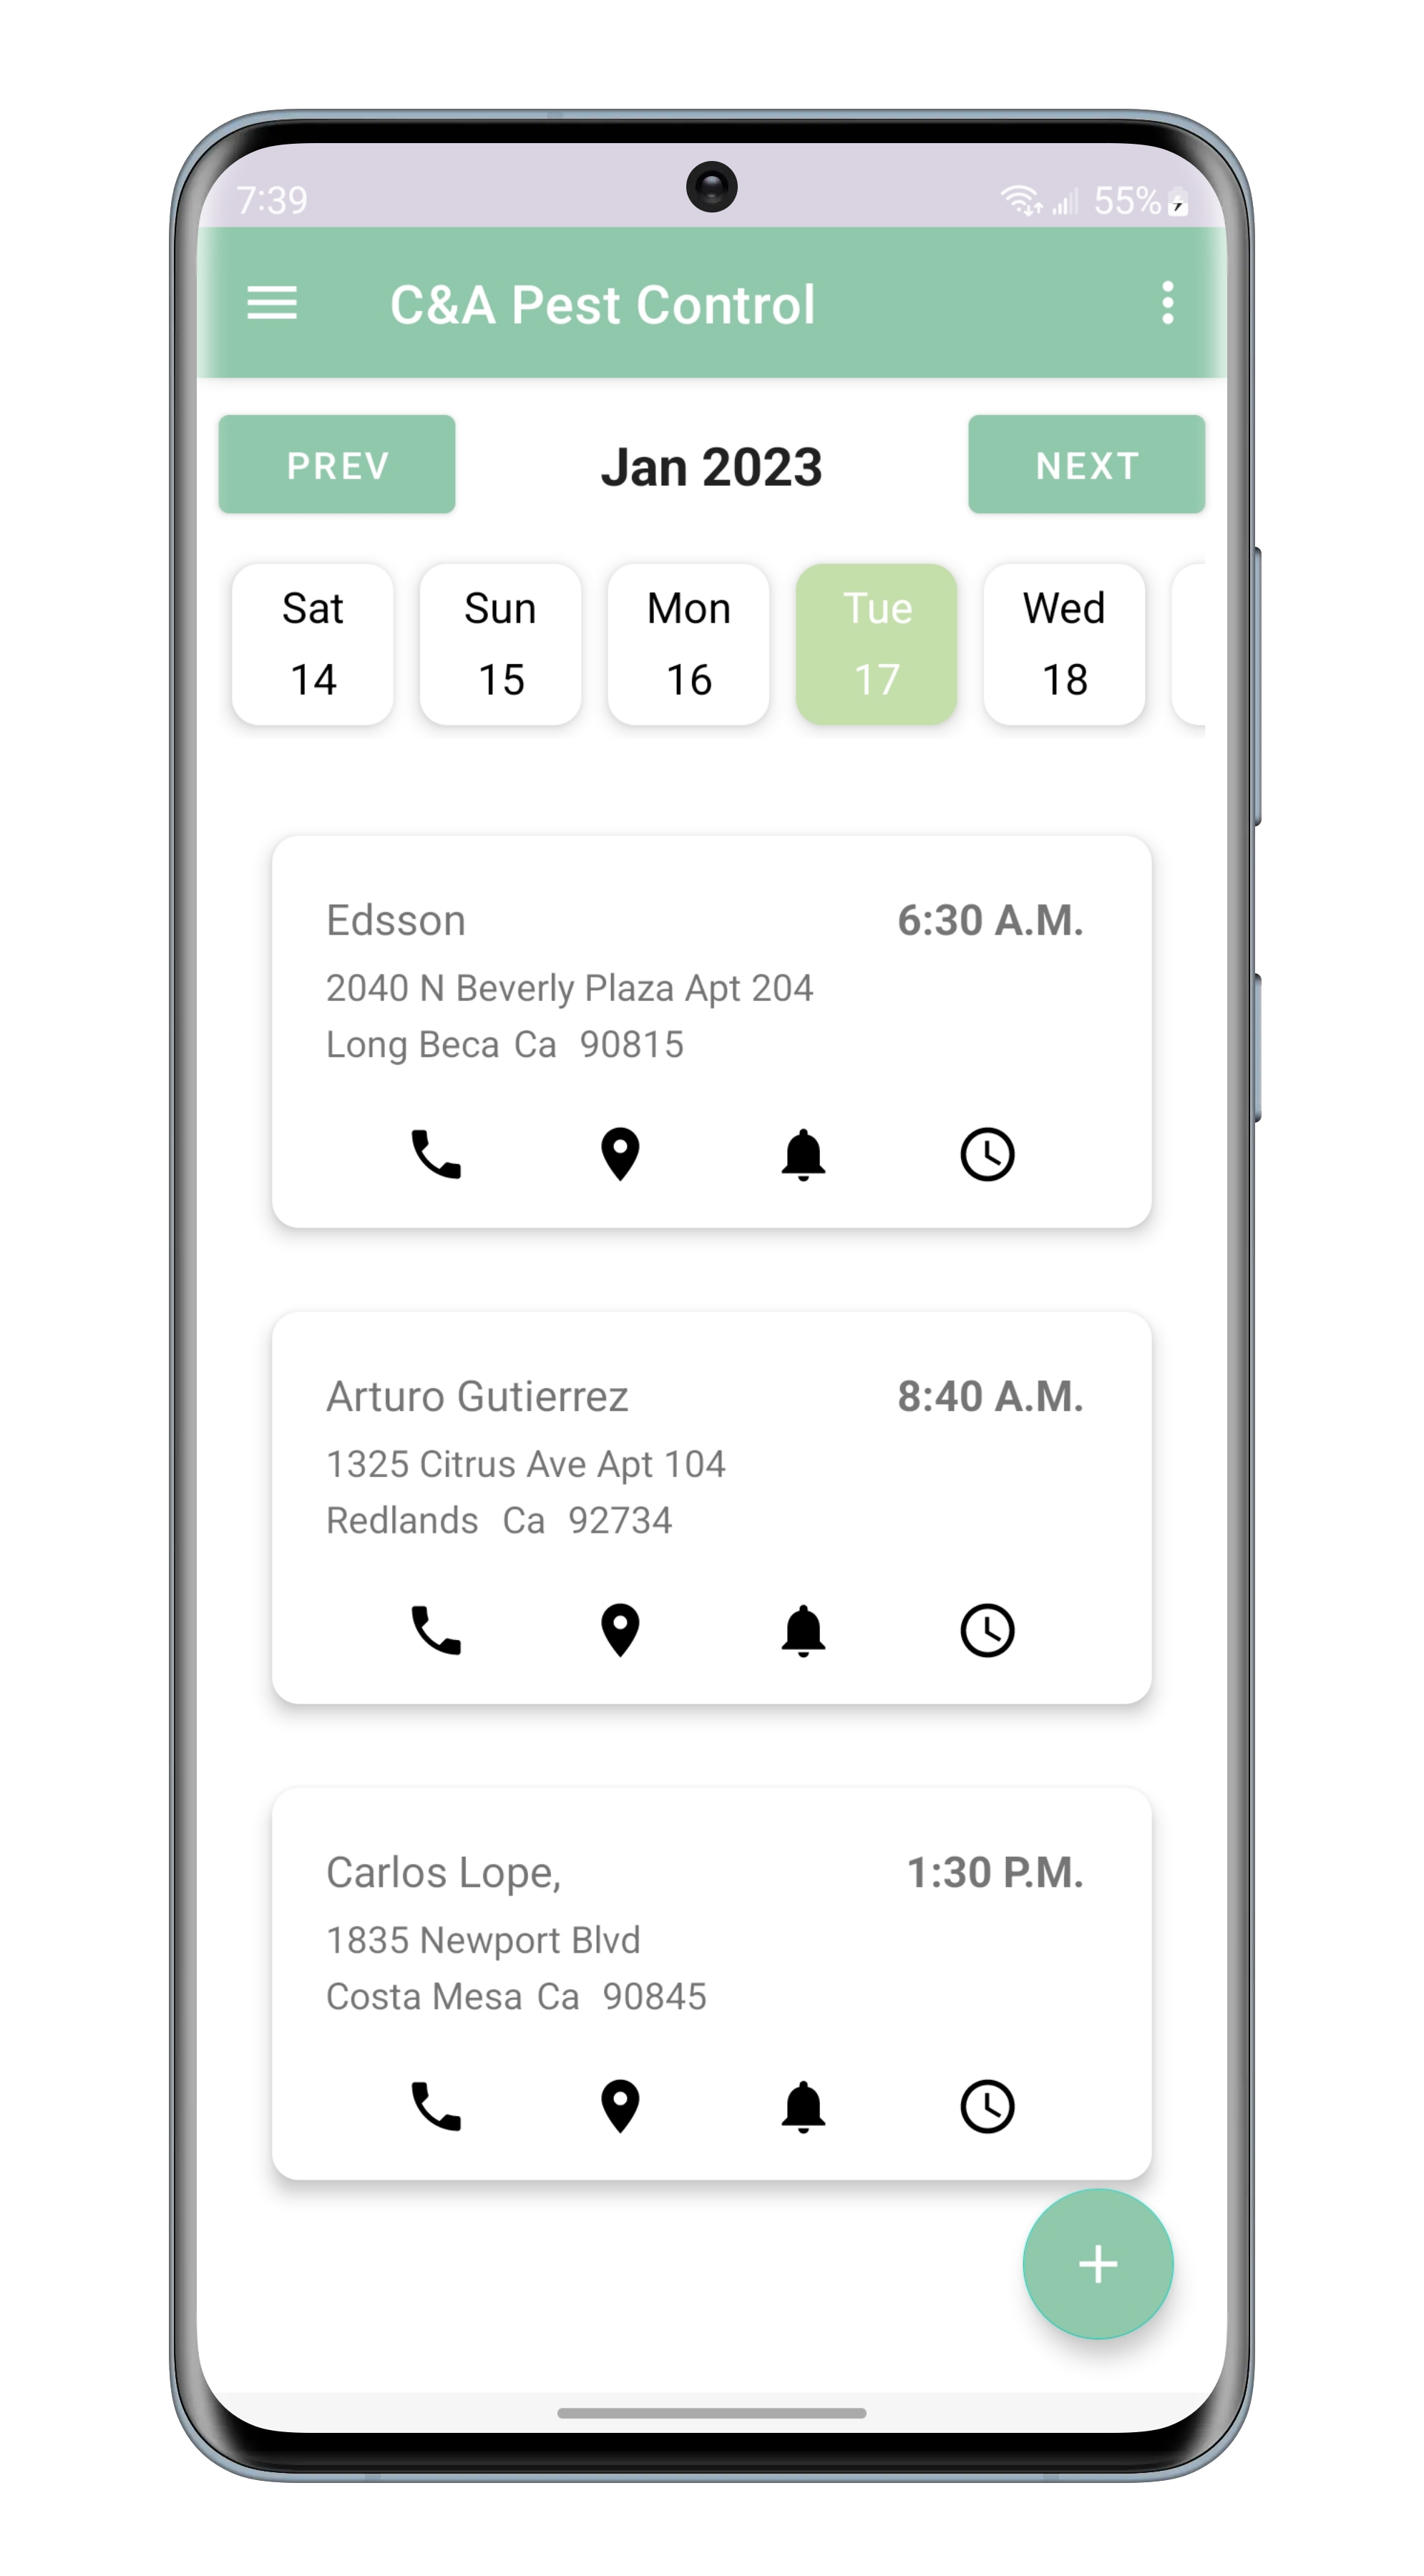 7:39 55%
C&A Pest Control
PREV Jan 2023 NEXT
Sat Sun Mon Tue Wed
14 15 16 17 18
Edsson 6:30 A.M.
2040 N Beverly Plaza Apt 204
Long Beca Ca 90815
Arturo Gutierrez 8:40 A.M.
1325 Citrus Ave Apt 104
Redlands Ca 92734
Carlos Lope, 1:30 P.M.
1835 Newport Blvd
Costa Mesa Ca 90845